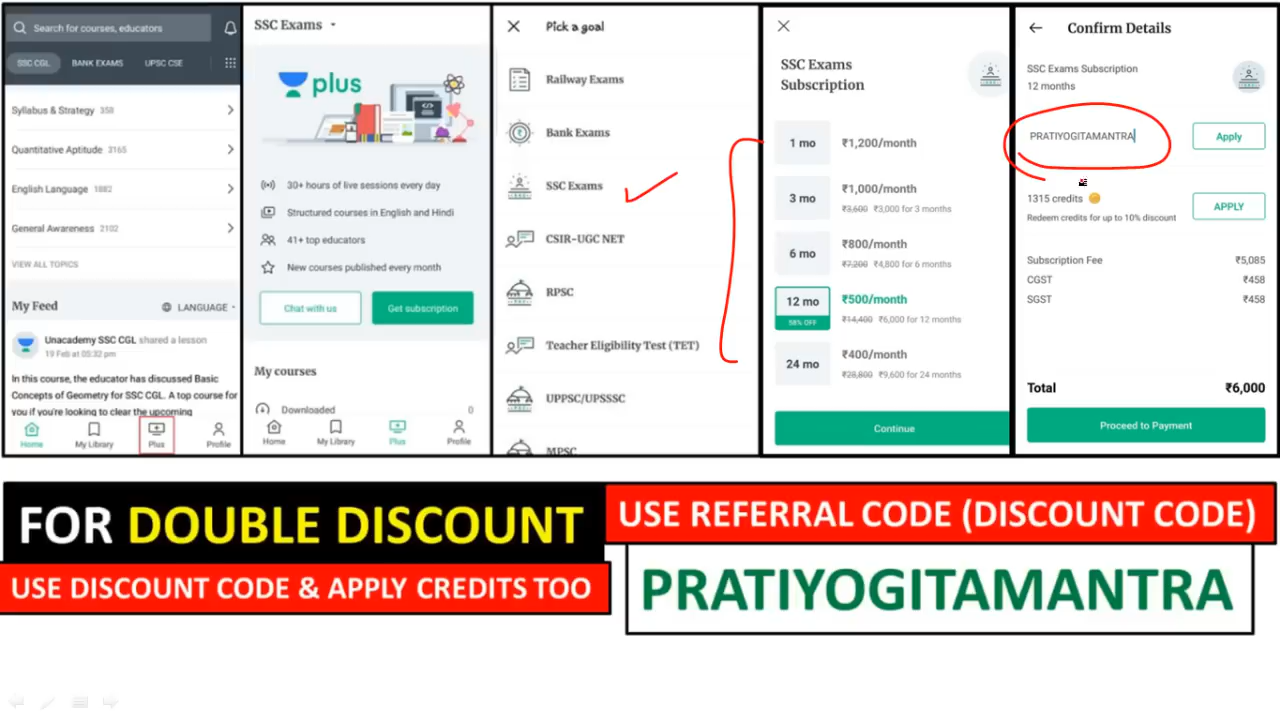 Search for courses, educators
SSC CGL BANK EXAMS UPSC CSE
Syllabus & Strategy 358
Quantitative Aptitude 2165
English Language 1882
General Awareness 2102
VIEW ALL TOPICS
My Feed LANGUAGE
Unacademy SSC CGL shared a lesson
19 Feb at 05:32 pm
In this course, the educator has discussed Basic
Concepts of Geometry for SSC CGL. A top course for
you if you're looking to clear the upcoming
Home My Library Plus Profile
SSC Exams
plus
30+ hours of live sessions every day
Structured courses in English and Hindi
41+ top educators
New courses published every month
Chat with us Get subscription
My courses
Downloaded 0
Home My Library Plus Profile
Pick a goal
Railway Exams
Bank Exams
SSC Exams
CSIR-UGC NET
RPSC
Teacher Eligibility Test (TET)
UPPSC/UPSSSC
MPSC
SSC Exams
Subscription
1 mo ₹1,200/month
3 mo ₹1,000/month
₹3,600 ₹3,000 for 3 months
6 mo ₹800/month
₹7,200 ₹4,800 for 6 months
12 mo ₹500/month
58% OFF ₹14,400 ₹6,000 for 12 months
24 mo ₹400/month
₹28,800 ₹9,600 for 24 months
Continue
Confirm Details
SSC Exams Subscription
12 months
PRATIYOGITAMANTRA Apply
1315 credits APPLY
Redeem credits for up to 10% discount
Subscription Fee ₹5,085
CGST ₹458
SGST ₹458
Total ₹6,000
Proceed to Payment
FOR DOUBLE DISCOUNT
USE DISCOUNT CODE & APPLY CREDITS TOO
USE REFERRAL CODE (DISCOUNT CODE)
PRATIYOGITAMANTRA